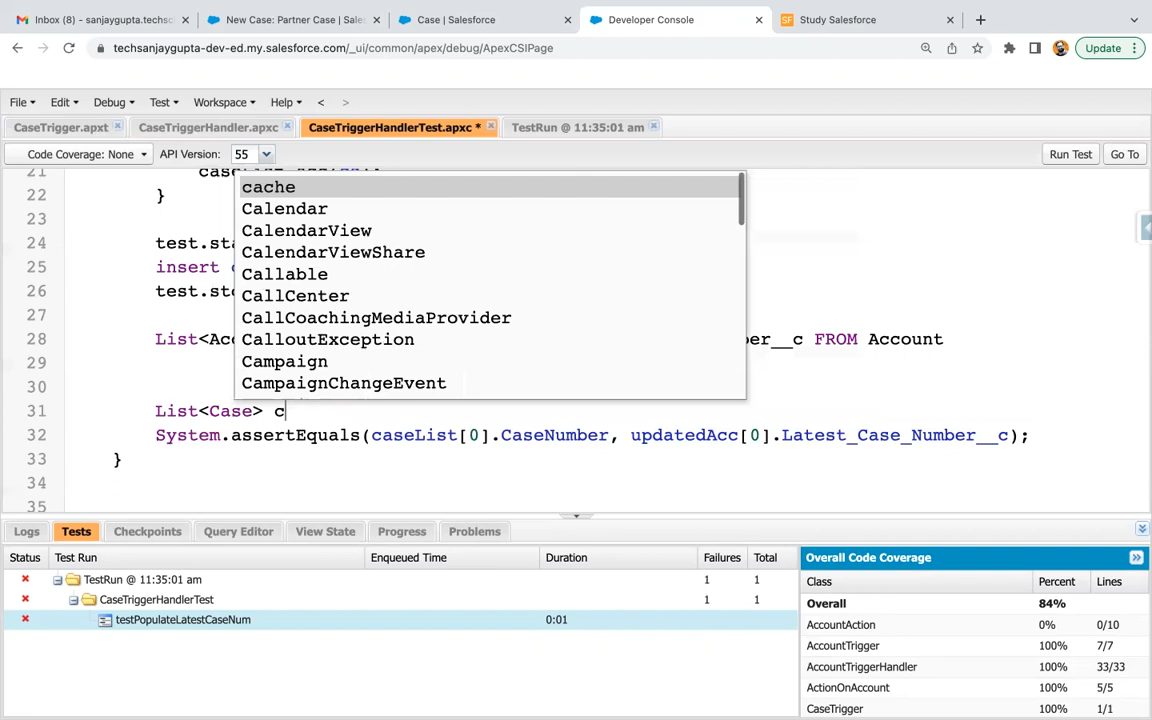 Inbox (3) - sanjaygupta.techsc
New Case: Partner Case | Sales
Case | Salesforce
Developer Console
Study Salesforce
techsanjaygupta-dev-ed.my.salesforce.com/_ui/common/apex/debug/ApexCSIPage
Update
File Edit Debug Test Workspace Help < >
CaseTrigger.apxt CaseTriggerHandler.apxc CaseTriggerHandlerTest.apxc * TestRun @ 11:35:01 am
Code Coverage: None API Version: 55 Run Test Go To
21
22 }
23
24 test.sta
25 insert c
26 test.sto
27
28 List<Acc er__c FROM Account
29
30
cache
Calendar
CalendarView
CalendarViewShare
Callable
CallCenter
CallCoachingMediaProvider
CalloutException
Campaign
CampaignChangeEvent
31 List<Case> c
32 System.assertEquals(caseList[0].CaseNumber, updatedAcc[0].Latest_Case_Number__c);
33 }
34
35
Logs Tests Checkpoints Query Editor View State Progress Problems
Status Test Run Enqueued Time Duration Failures Total
TestRun @ 11:35:01 am 1 1
CaseTriggerHandlerTest 1 1
testPopulateLatestCaseNum 0:01
Overall Code Coverage
Class Percent Lines
Overall 84%
AccountAction 0% 0/10
AccountTrigger 100% 7/7
AccountTriggerHandler 100% 33/33
ActionOnAccount 100% 5/5
CaseTrigger 100% 1/1